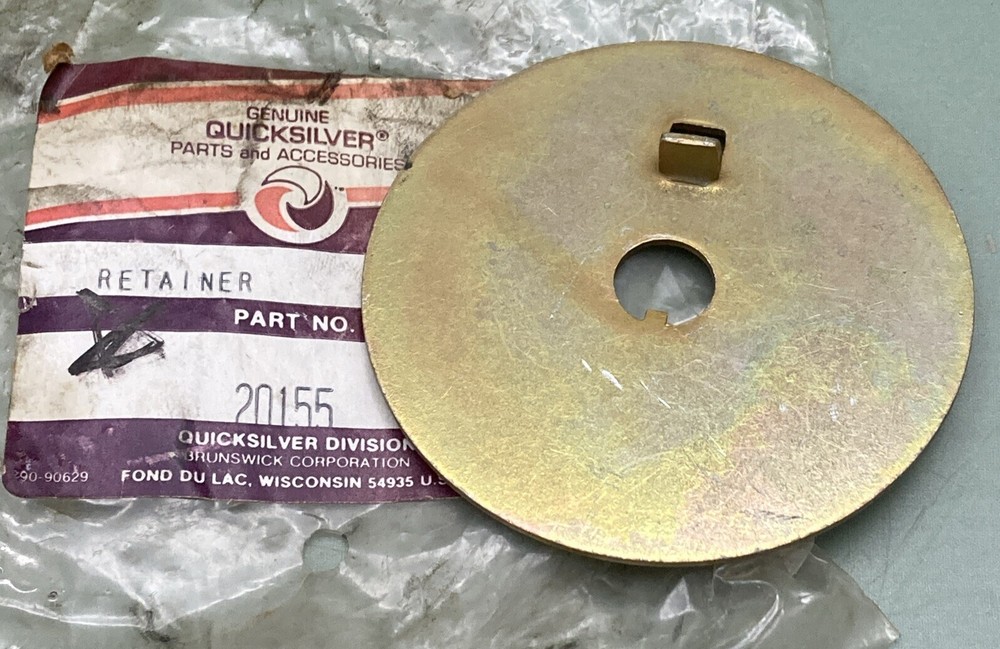 GENUINE
QUICKSILVER®
PARTS and ACCESSORIES
RETAINER
PART NO.
20155
QUICKSILVER DIVISION
BRUNSWICK CORPORATION
90-90629 FOND DU LAC, WISCONSIN 54935 U.S